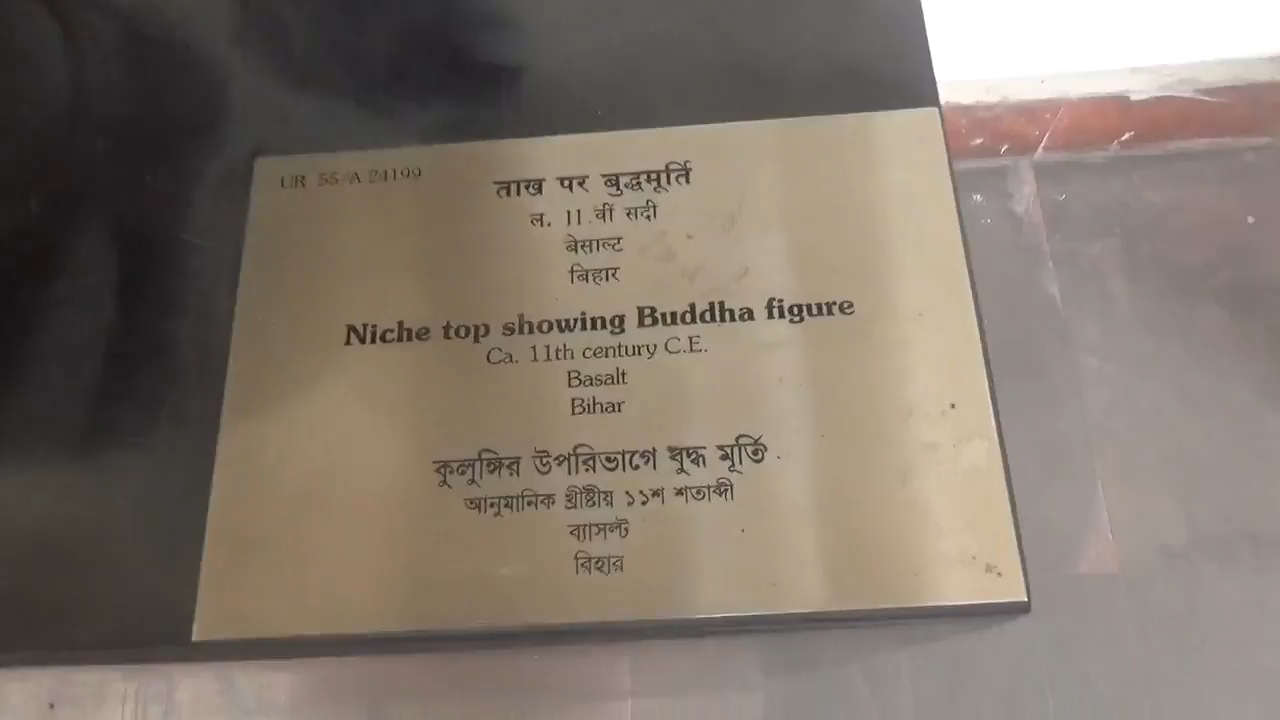 UR 55/A 24199
ताख पर बुद्धमूर्ति
ल. 11 वीं सदी
बेसाल्ट
बिहार
Niche top showing Buddha figure
Ca. 11th century C.E.
Basalt
Bihar
কুলুঙ্গির উপরিভাগে বুদ্ধ মূর্তি
আনুমানিক খ্রীষ্টীয় ১১শ শতাব্দী
ব্যাসল্ট
বিহার